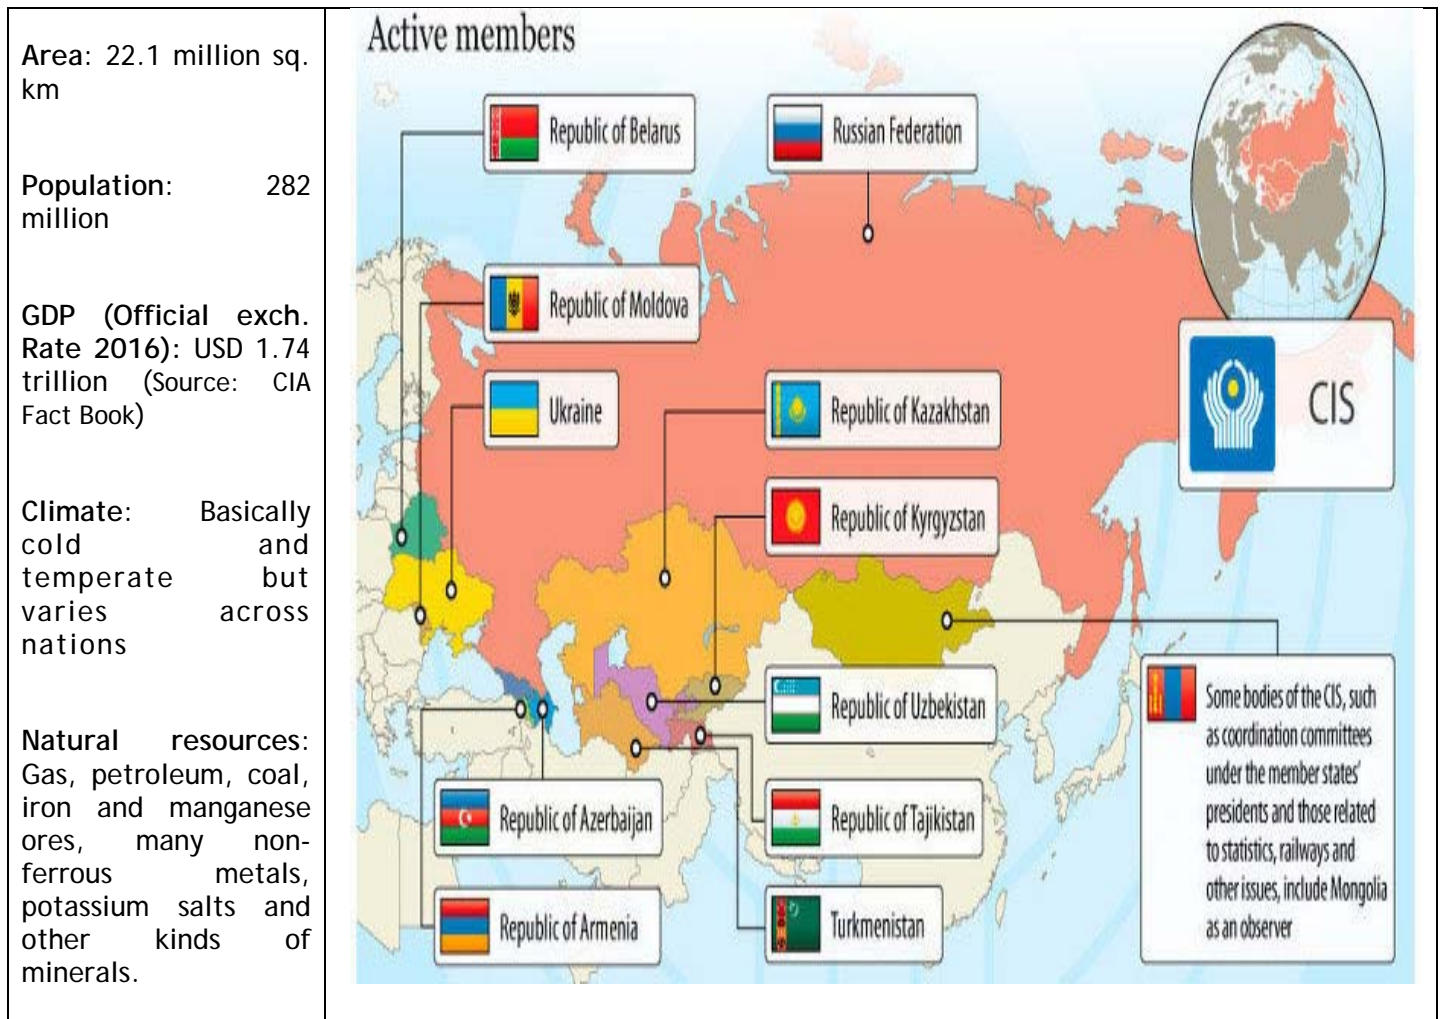 Area: 22.1 million sq.
km
Population: 282
million
GDP (Official exch.
Rate 2016): USD 1.74
trillion (Source: CIA
Fact Book)
Climate: Basically
cold and
temperate but
varies across
nations
Natural resources:
Gas, petroleum, coal,
iron and manganese
ores, many non-
ferrous metals,
potassium salts and
other kinds of
minerals.
Active members
Republic of Belarus
Russian Federation
Republic of Moldova
Ukraine
Republic of Kazakhstan
CIS
Republic of Kyrgyzstan
Republic of Uzbekistan
Some bodies of the CIS, such
as coordination committees
under the member states'
presidents and those related
to statistics, railways and
other issues, include Mongolia
as an observer
Republic of Azerbaijan
Republic of Tajikistan
Republic of Armenia
Turkmenistan